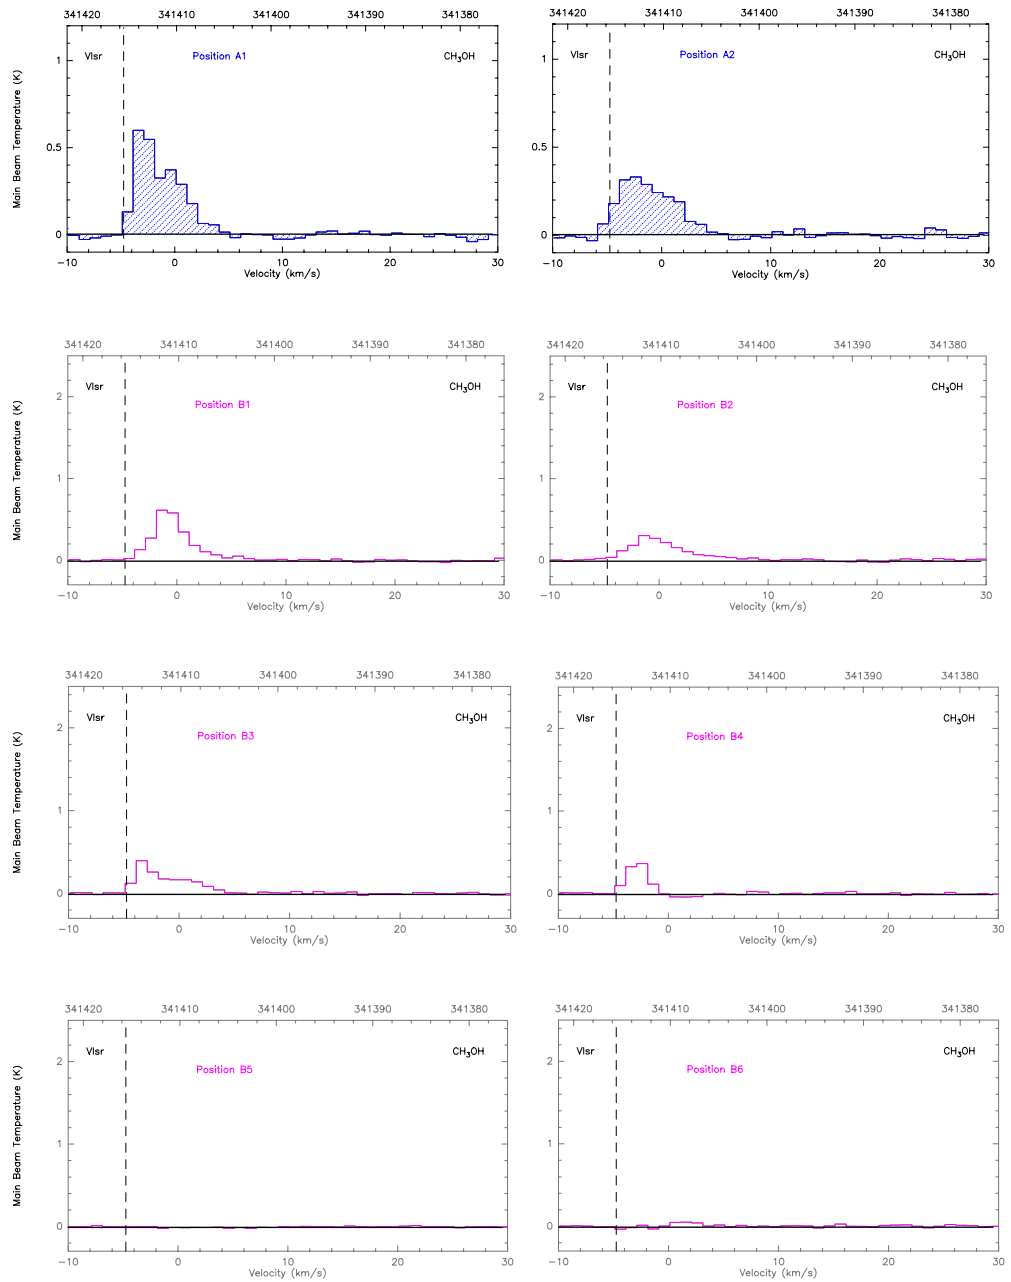 341420 341410 341400 341390 341380
341420 341410 341400 341390 341380
Vlsr Position A1 CH3OH
Vlsr Position A2 CH3OH
Main Beam Temperature (K)
1
0.5
0
1
0.5
0
−10 0 10 20 30
−10 0 10 20 30
Velocity (km/s)
Velocity (km/s)
341420 341410 341400 341390 341380
341420 341410 341400 341390 341380
Vlsr CH3OH
Vlsr CH3OH
Position B1
Position B2
Main Beam Temperature (K)
2
1
0
2
1
0
−10 0 10 20 30
−10 0 10 20 30
Velocity (km/s)
Velocity (km/s)
341420 341410 341400 341390 341380
341420 341410 341400 341390 341380
Vlsr CH3OH
Vlsr CH3OH
Position B3
Position B4
Main Beam Temperature (K)
2
1
0
2
1
0
−10 0 10 20 30
−10 0 10 20 30
Velocity (km/s)
Velocity (km/s)
341420 341410 341400 341390 341380
341420 341410 341400 341390 341380
Vlsr CH3OH
Vlsr CH3OH
Position B5
Position B6
Main Beam Temperature (K)
2
1
0
2
1
0
−10 0 10 20 30
−10 0 10 20 30
Velocity (km/s)
Velocity (km/s)